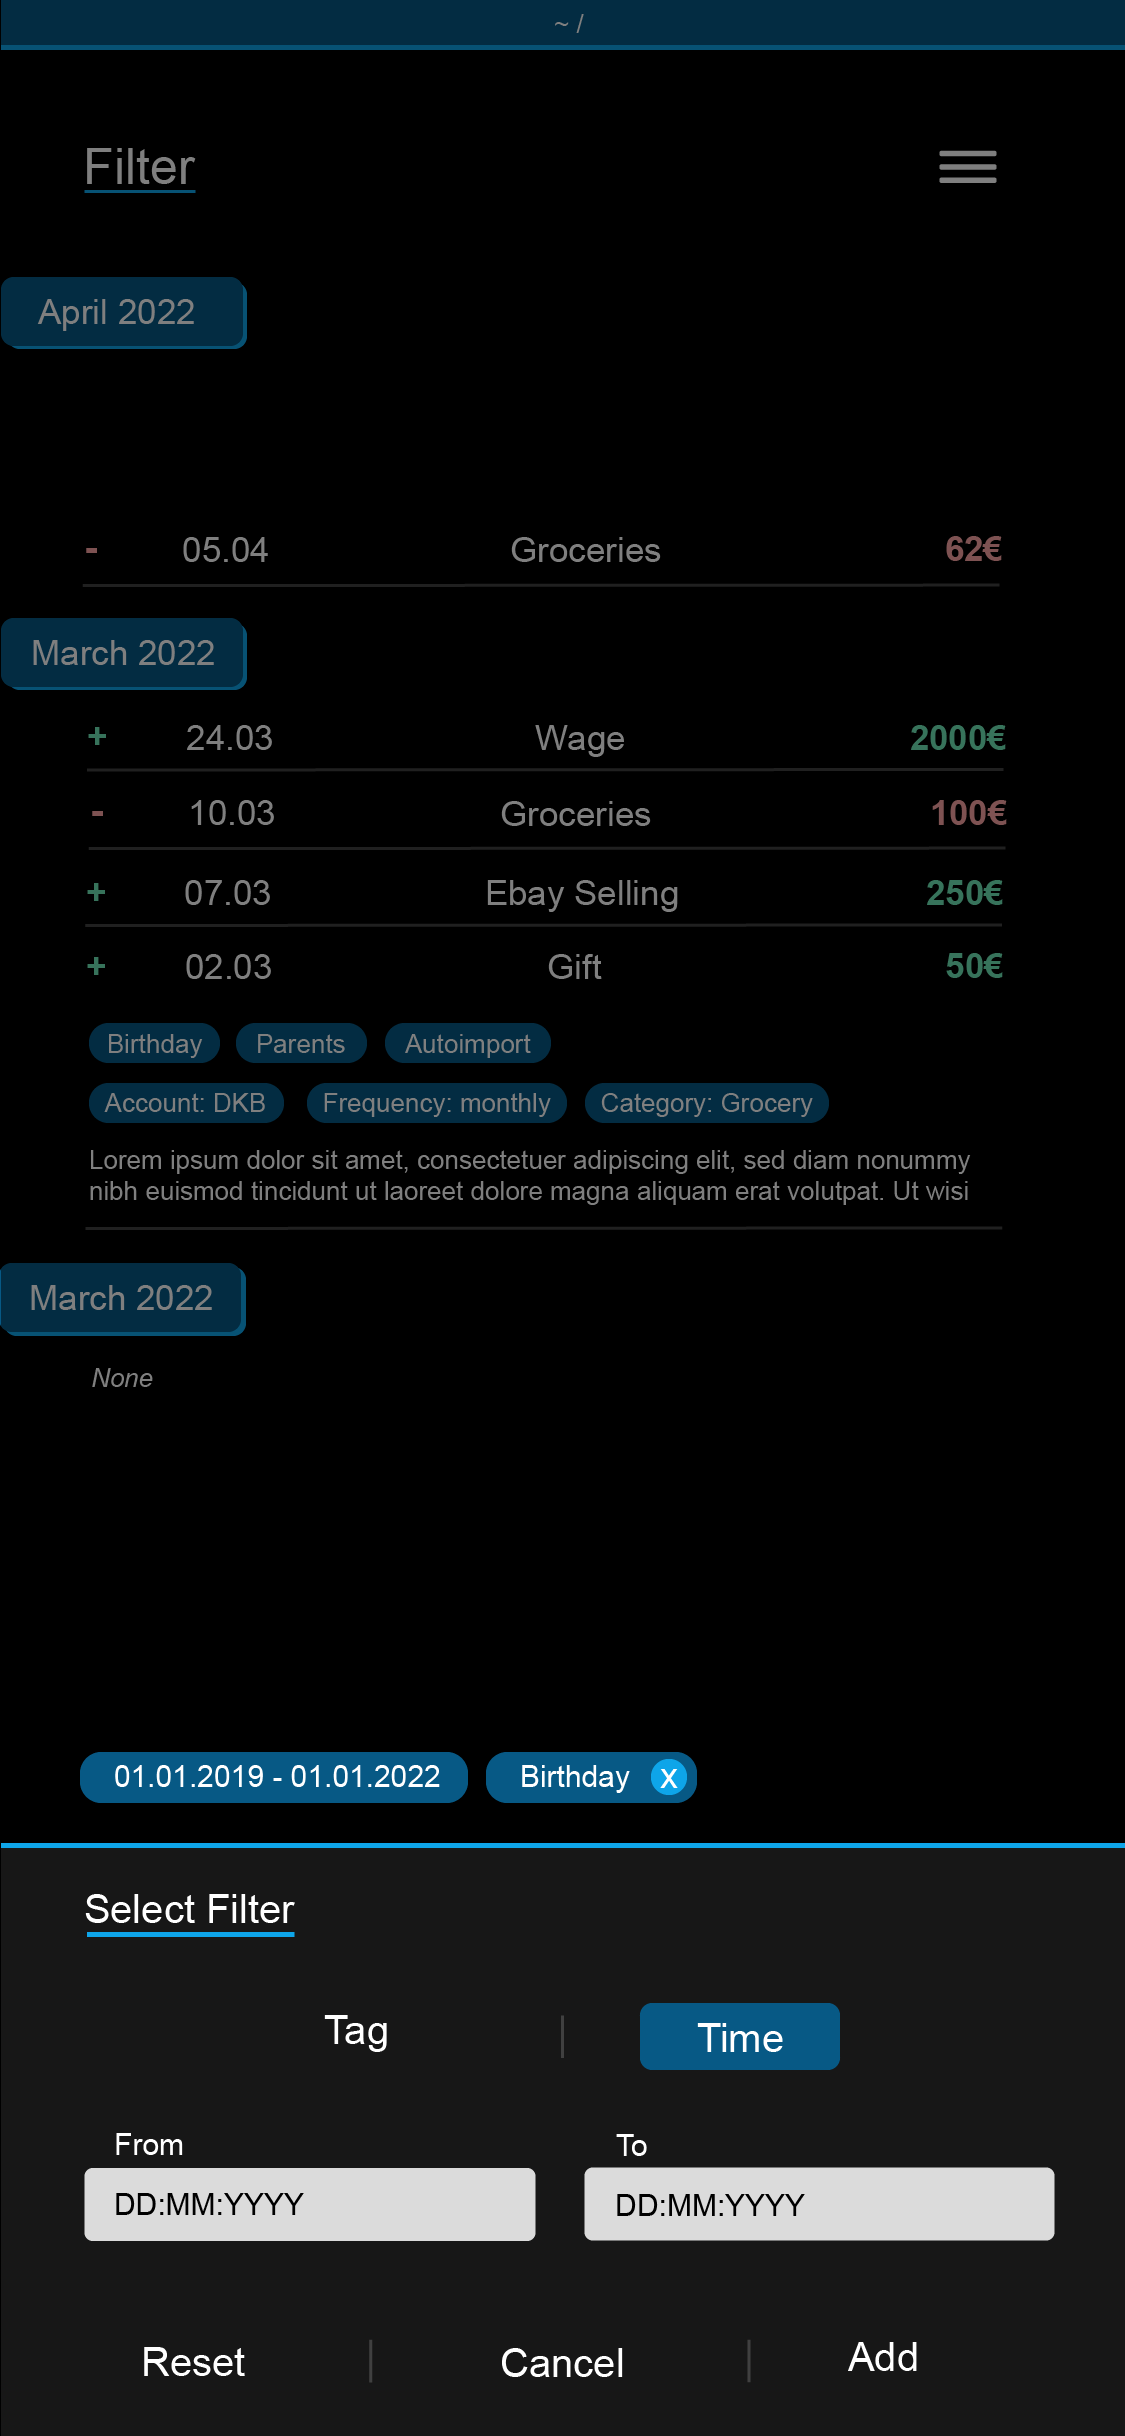 ~ /
Filter
April 2022
- 05.04 Groceries 62€
March 2022
+ 24.03 Wage 2000€
- 10.03 Groceries 100€
+ 07.03 Ebay Selling 250€
+ 02.03 Gift 50€
Birthday Parents Autoimport
Account: DKB Frequency: monthly Category: Grocery
Lorem ipsum dolor sit amet, consectetuer adipiscing elit, sed diam nonummy
nibh euismod tincidunt ut laoreet dolore magna aliquam erat volutpat. Ut wisi
March 2022
None
01.01.2019 - 01.01.2022 Birthday X
Select Filter
Tag | Time
From To
DD:MM:YYYY DD:MM:YYYY
Reset | Cancel | Add